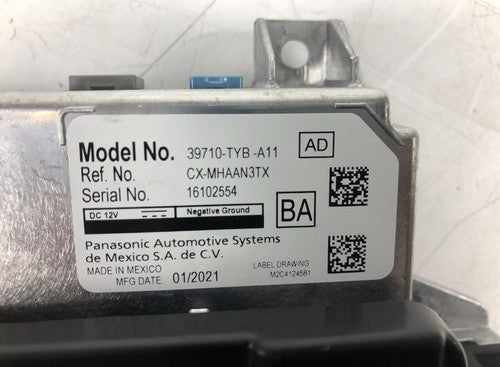 Model No. 39710-TYB -A11 AD
Ref. No. CX-MHAAN3TX
Serial No. 16102554
DC 12V Negative Ground
BA
Panasonic Automotive Systems
de Mexico S.A. de C.V.
MADE IN MEXICO
MFG DATE: 01/2021
LABEL DRAWING
M2C4124581